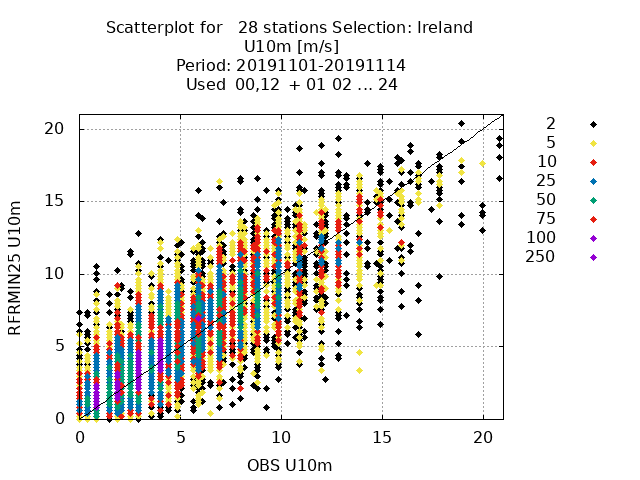 Scatterplot for 28 stations Selection: Ireland
U10m [m/s]
Period: 20191101-20191114
Used 00,12 + 01 02 ... 24
RFRMIN25 U10m
20
15
10
5
0
0 5 10 15 20
OBS U10m
2
5
10
25
50
75
100
250